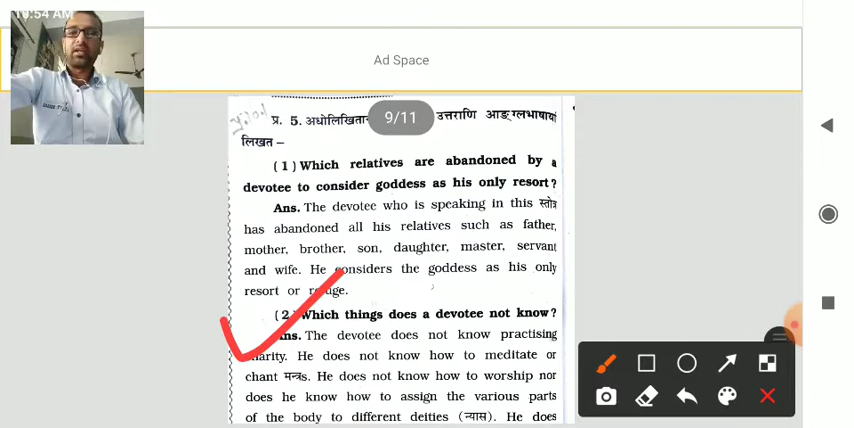 10:54 AM
Ad Space
9/11
प्र. 5. उत्तराणि आङ्ग्लभाषायां
लिखत –
(1) Which relatives are abandoned by a
devotee to consider goddess as his only resort?
Ans. The devotee who is speaking in this स्तोत्र
has abandoned all his relatives such as father,
mother, brother, son, daughter, master, servant
and wife. He considers the goddess as his only
resort or refuge.
(2) Which things does a devotee not know?
Ans. The devotee does not know practising
charity. He does not know how to meditate or
chant मन्त्रs. He does not know how to worship nor
does he know how to assign the various parts
of the body to different deities (न्यास). He does